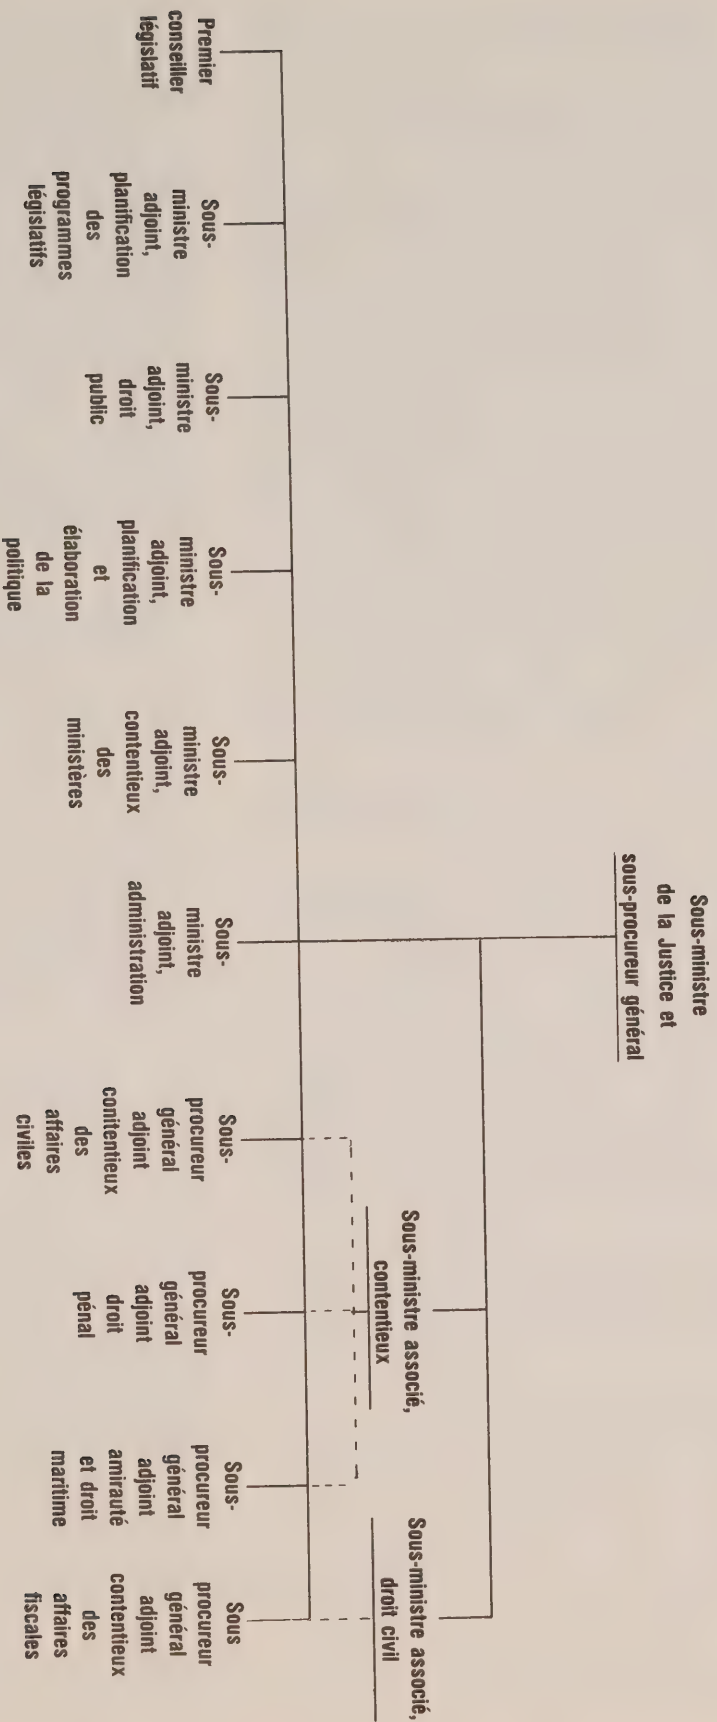 Sous-ministre
de la Justice et
sous-procureur général
Sous-ministre associé,
contentieux
Sous-ministre associé,
droit civil
Premier
conseiller
législatif
Sous-
ministre
adjoint,
planification
des
programmes
législatifs
Sous-
ministre
adjoint,
droit
public
Sous-
ministre
adjoint,
planification
et
élaboration
de la
politique
Sous-
ministre
adjoint,
contentieux
des
ministères
Sous-
ministre
adjoint,
administration
Sous-
procureur
général
adjoint
conitentieux
des
affaires
civiles
Sous-
procureur
général
adjoint
droit
pénal
Sous-
procureur
général
adjoint
amirauté
et droit
maritime
Sous
procureur
général
adjoint
contentieux
des
affaires
fiscales